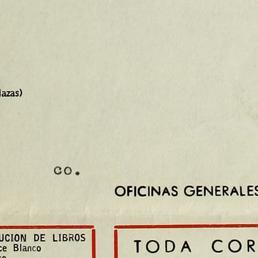 lazas)
co.
OFICINAS GENERALES
UCION DE LIBROS
ce Blanco
TODA COR